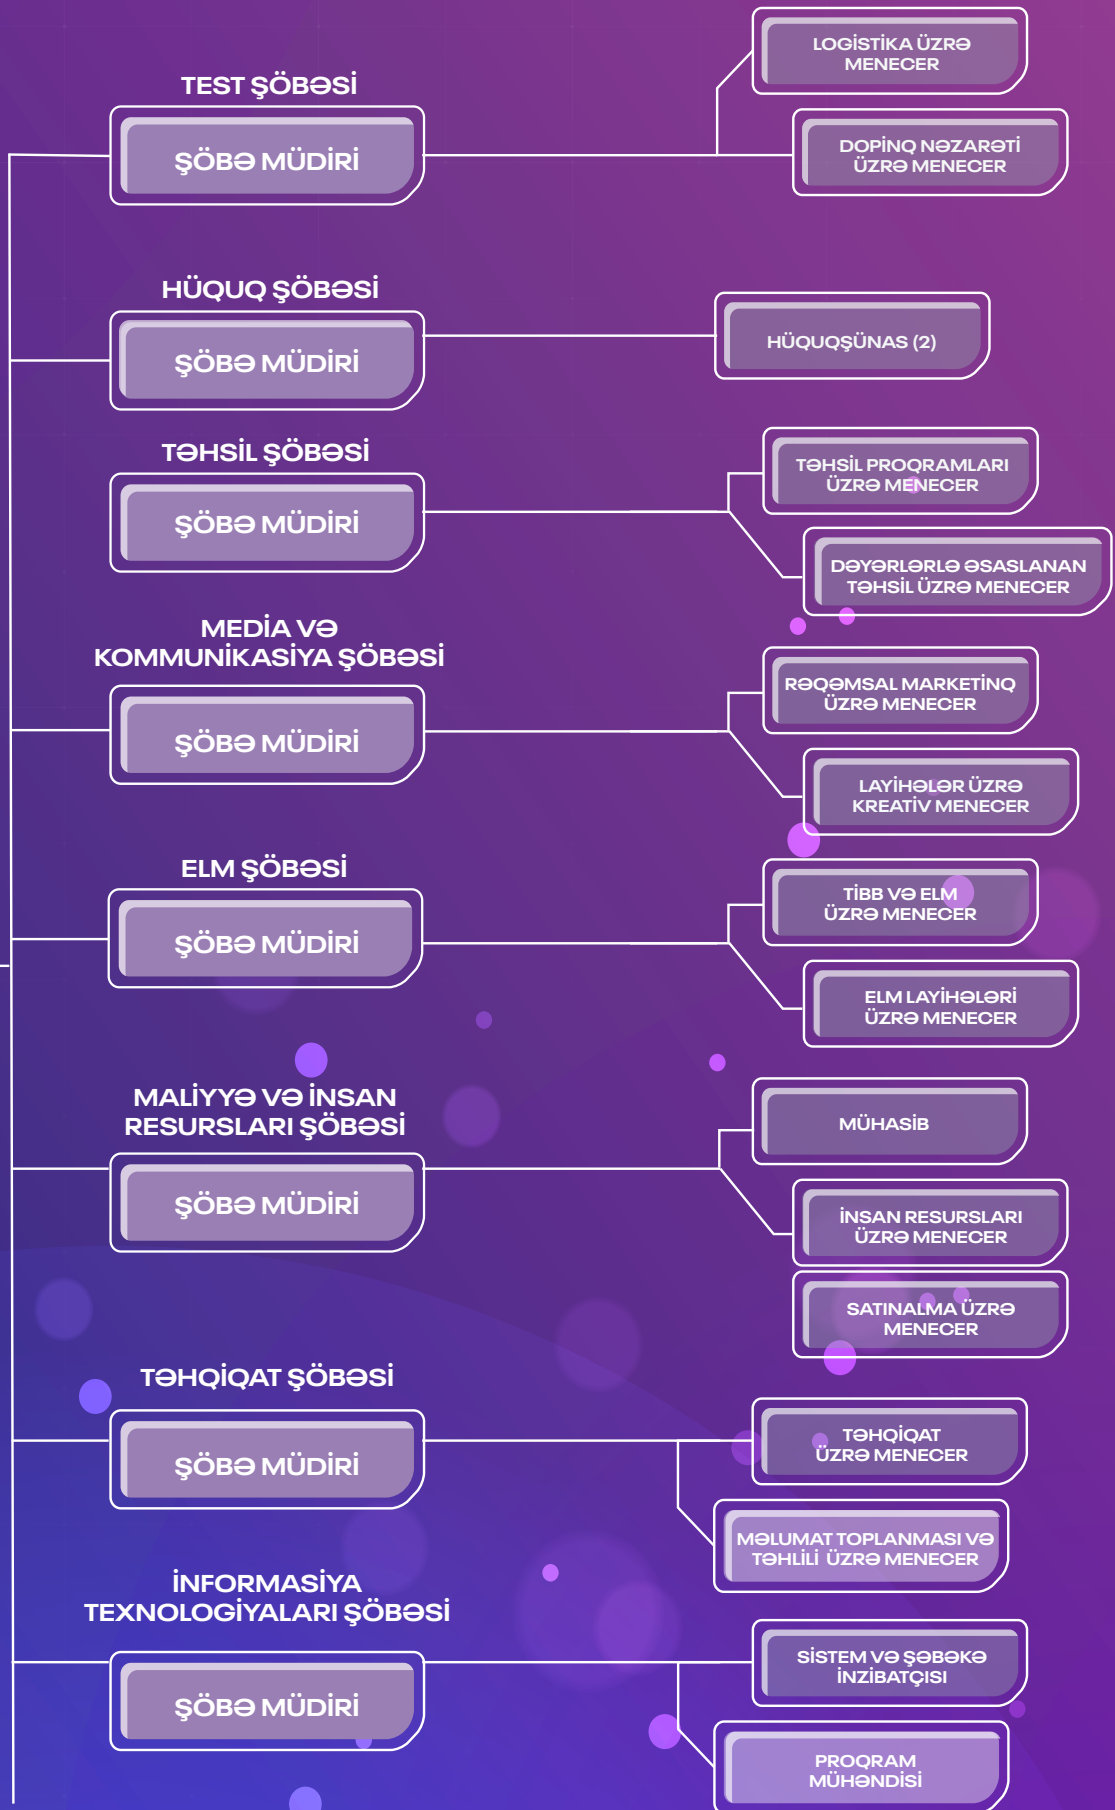 TEST ŞÖBƏSİ
ŞÖBƏ MÜDİRİ
LOGİSTİKA ÜZRƏ
MENECER
DOPİNQ NƏZARƏTİ
ÜZRƏ MENECER
HÜQUQ ŞÖBƏSİ
ŞÖBƏ MÜDİRİ
HÜQUQŞÜNAS (2)
TƏHSİL ŞÖBƏSİ
ŞÖBƏ MÜDİRİ
TƏHSİL PROQRAMLARI
ÜZRƏ MENECER
DƏYƏRLƏRLƏ ƏSASLANAN
TƏHSİL ÜZRƏ MENECER
MEDİA VƏ
KOMMUNİKASİYA ŞÖBƏSİ
ŞÖBƏ MÜDİRİ
RƏQƏMSAL MARKETİNQ
ÜZRƏ MENECER
LAYİHƏLƏR ÜZRƏ
KREATİV MENECER
ELM ŞÖBƏSİ
ŞÖBƏ MÜDİRİ
TİBB VƏ ELM
ÜZRƏ MENECER
ELM LAYİHƏLƏRİ
ÜZRƏ MENECER
MALİYYƏ VƏ İNSAN
RESURSLARI ŞÖBƏSİ
ŞÖBƏ MÜDİRİ
MÜHASİB
İNSAN RESURSLARI
ÜZRƏ MENECER
SATINALMA ÜZRƏ
MENECER
TƏHQİQAT ŞÖBƏSİ
ŞÖBƏ MÜDİRİ
TƏHQİQAT
ÜZRƏ MENECER
MƏLUMAT TOPLANMASI VƏ
TƏHLİLİ ÜZRƏ MENECER
İNFORMASİYA
TEXNOLOGİYALARI ŞÖBƏSİ
ŞÖBƏ MÜDİRİ
SİSTEM VƏ ŞƏBƏKƏ
İNZİBATÇISI
PROQRAM
MÜHƏNDİSİ